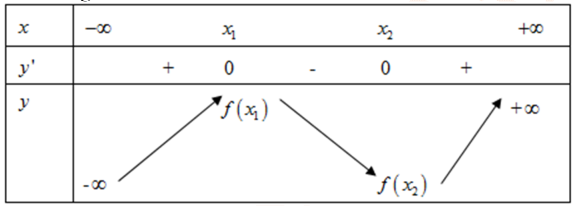 x -∞ x₁ x₂ +∞
y' + 0 - 0 +
y f(x₁) +∞
-∞ f(x₂)